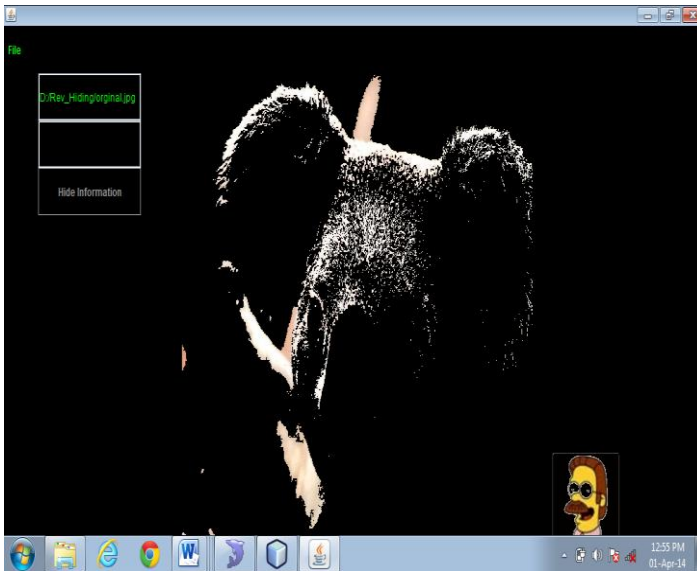 File
D:/Rev_Hiding/orginal.jpg
Hide Information
12:55 PM
01-Apr-14